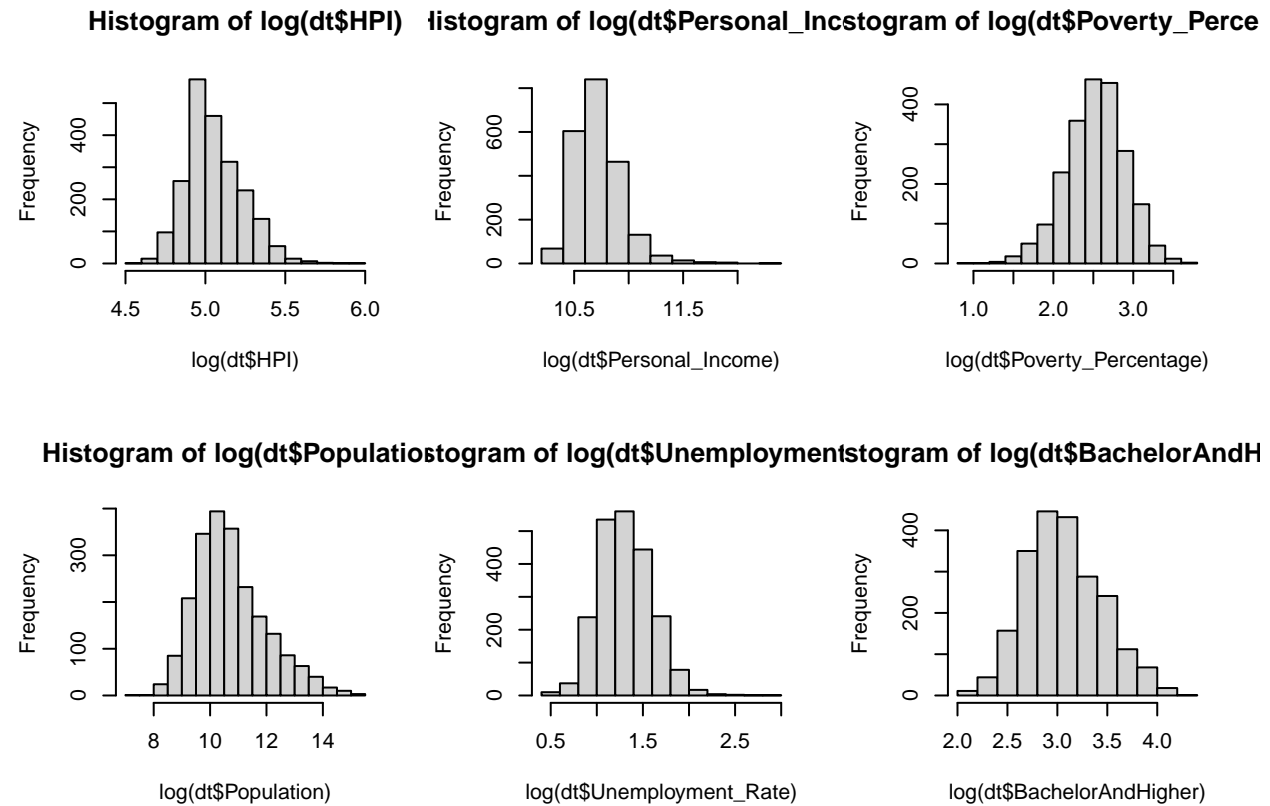 Histogram of log(dt$HPI)
Histogram of log(dt$Personal_Inc
stogram of log(dt$Poverty_Perce
Frequency
0 200 400
4.5 5.0 5.5 6.0
log(dt$HPI)
Frequency
0 200 600
10.5 11.5
log(dt$Personal_Income)
Frequency
0 200 400
1.0 2.0 3.0
log(dt$Poverty_Percentage)
Histogram of log(dt$Populatio
stogram of log(dt$Unemployment
stogram of log(dt$BachelorAndH
Frequency
0 100 300
8 10 12 14
log(dt$Population)
Frequency
0 200 400
0.5 1.5 2.5
log(dt$Unemployment_Rate)
Frequency
0 200 400
2.0 2.5 3.0 3.5 4.0
log(dt$BachelorAndHigher)